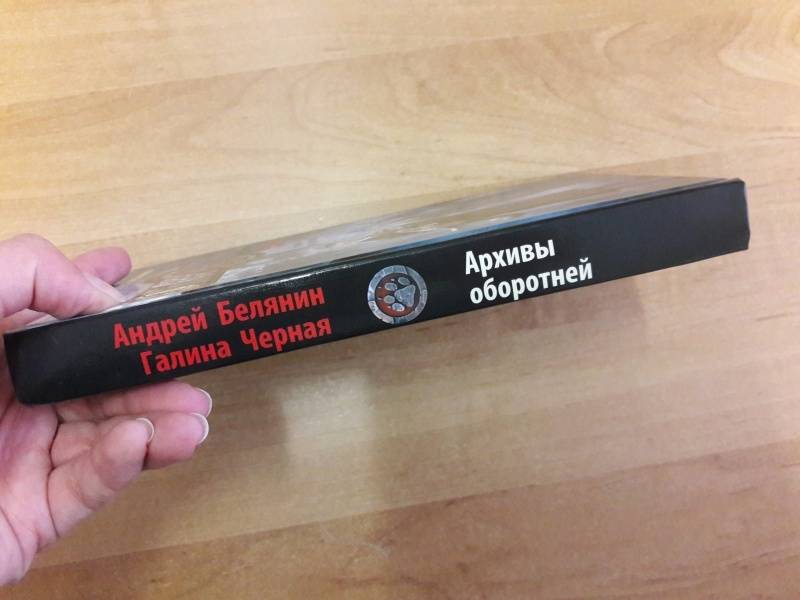 Андрей Белянин
Галина Черная
Архивы
оборотней